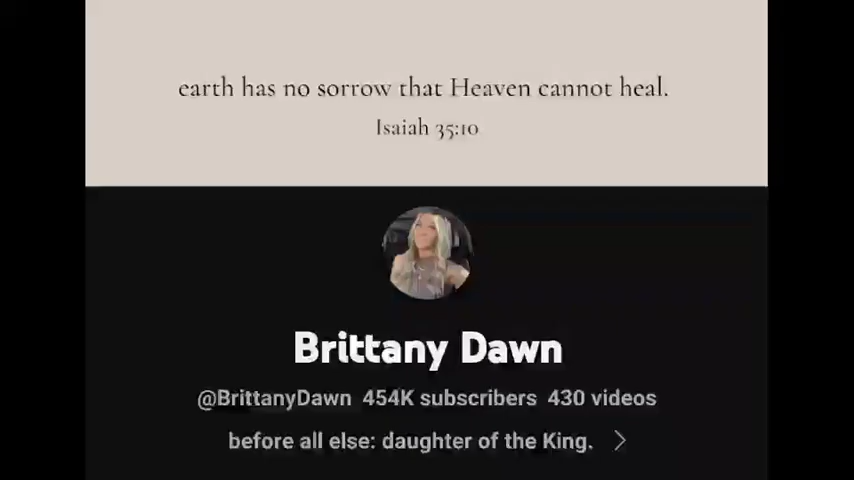 earth has no sorrow that Heaven cannot heal.
Isaiah 35:10
Brittany Dawn
@BrittanyDawn 454K subscribers 430 videos
before all else: daughter of the King.